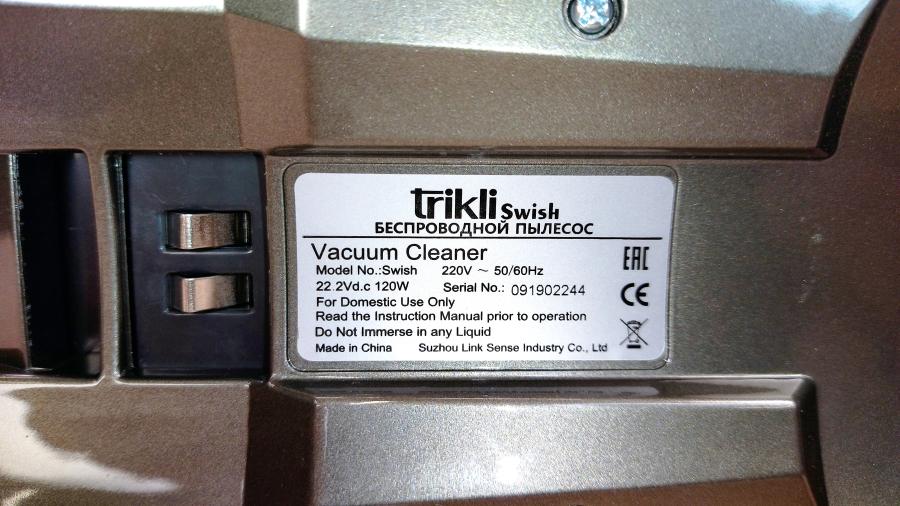 trikli Swish
БЕСПРОВОДНОЙ ПЫЛЕСОС
Vacuum Cleaner
Model No.:Swish 220V ~ 50/60Hz
22.2Vd.c 120W Serial No.: 091902244
For Domestic Use Only
Read the Instruction Manual prior to operation
Do Not Immerse in any Liquid
Made in China Suzhou Link Sense Industry Co., Ltd
EAC
CE